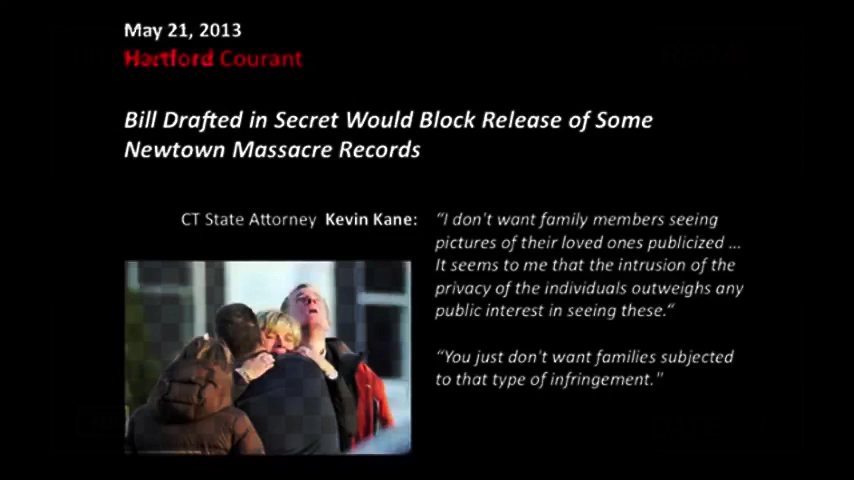 May 21, 2013
Hartford Courant
Bill Drafted in Secret Would Block Release of Some
Newtown Massacre Records
CT State Attorney Kevin Kane:
“I don't want family members seeing
pictures of their loved ones publicized ...
It seems to me that the intrusion of the
privacy of the individuals outweighs any
public interest in seeing these.“
“You just don't want families subjected
to that type of infringement."